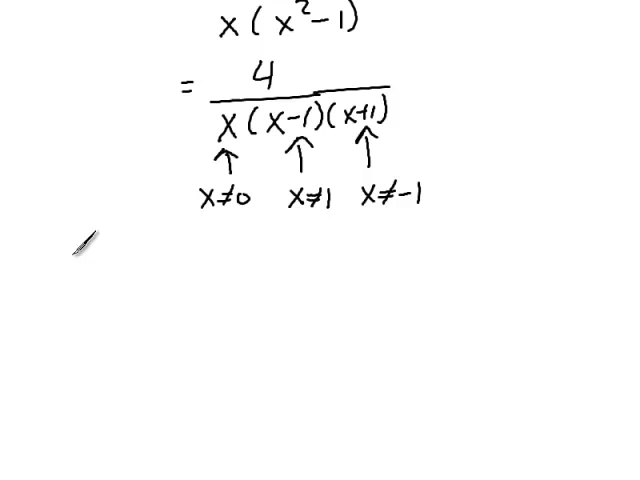 x(x²-1)
= 4
x(x-1)(x+1)
↑ ↑ ↑
x≠0 x≠1 x≠-1